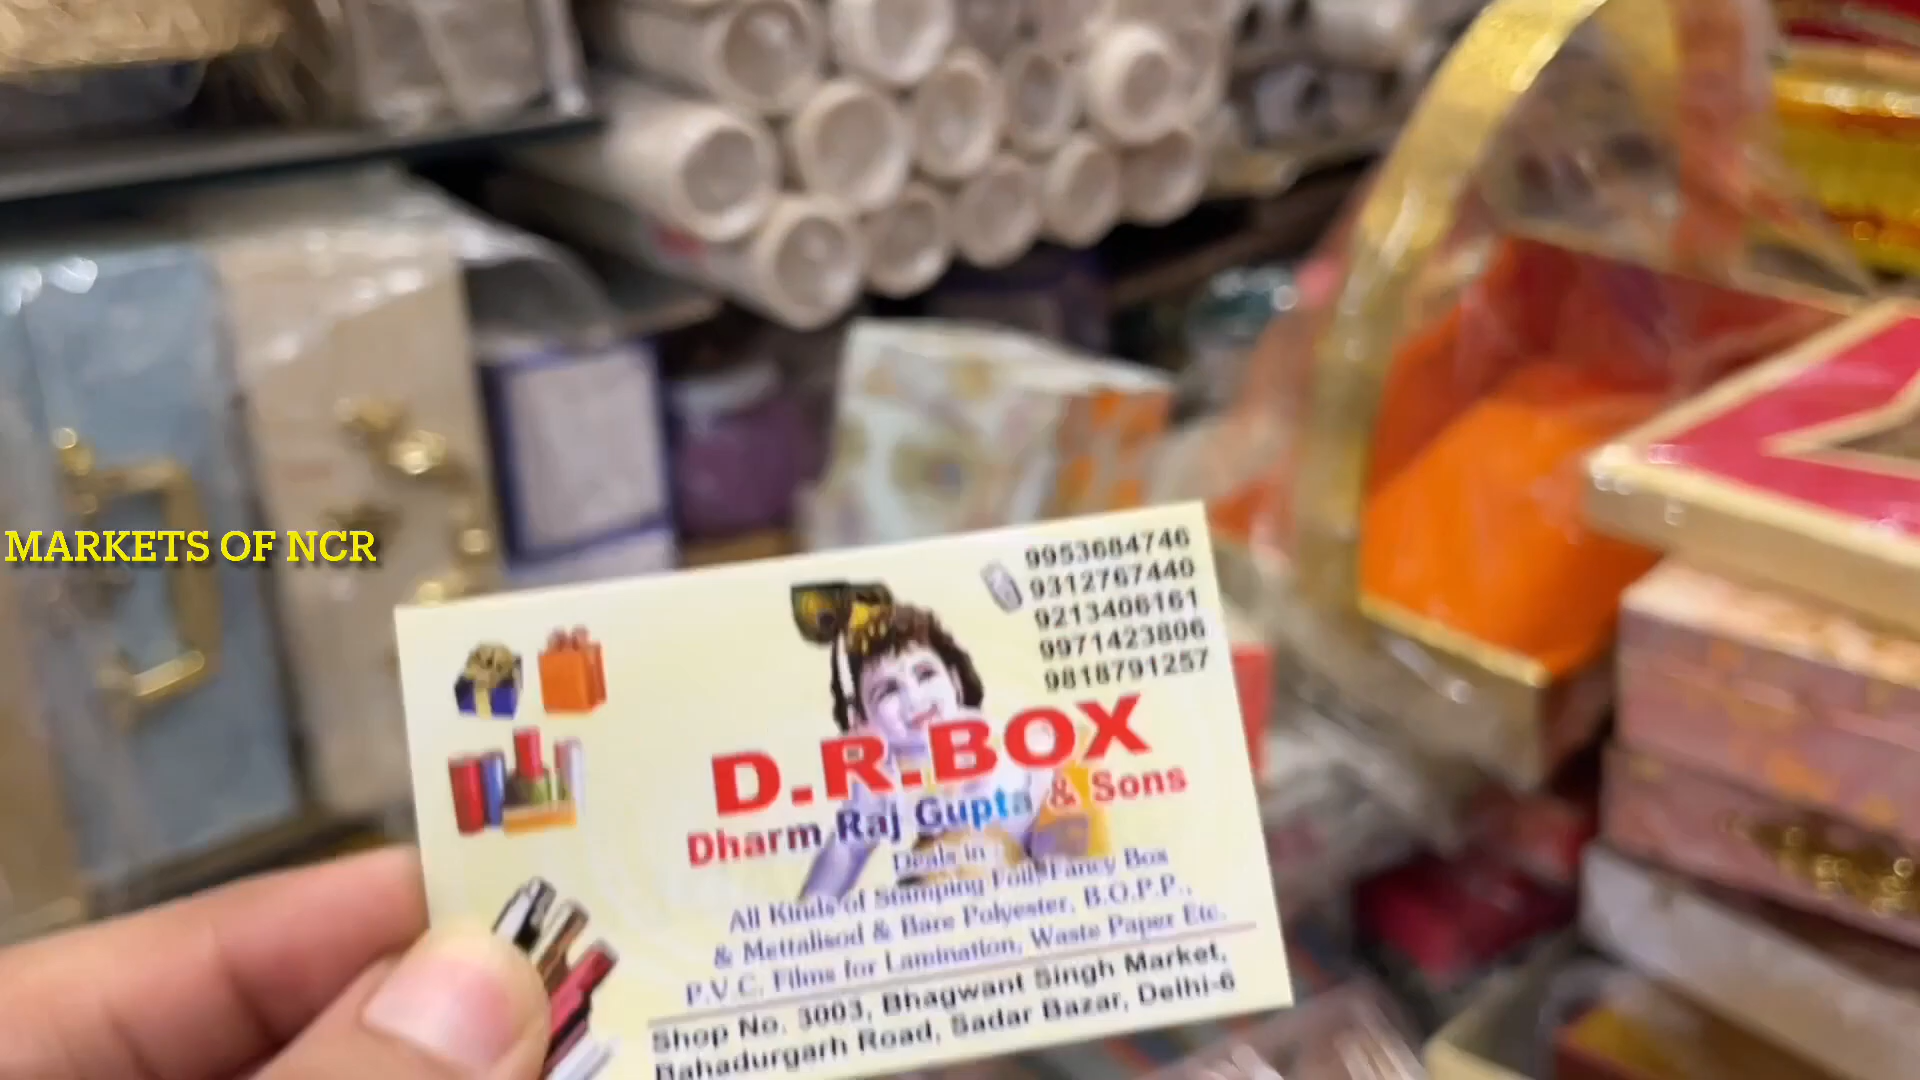 MARKETS OF NCR
9953684746
9312767440
9213406161
9971423806
9818791257
D.R.BOX
Dharm Raj Gupta & Sons
Deals in
All Kinds of Stamping Foil, Fancy Box
& Mettalisod & Bare Polyester, B.O.P.P.,
P.V.C. Films for Lamination, Waste Paper Etc.
Shop No. 3003, Bhagwant Singh Market,
Bahadurgarh Road, Sadar Bazar, Delhi-6